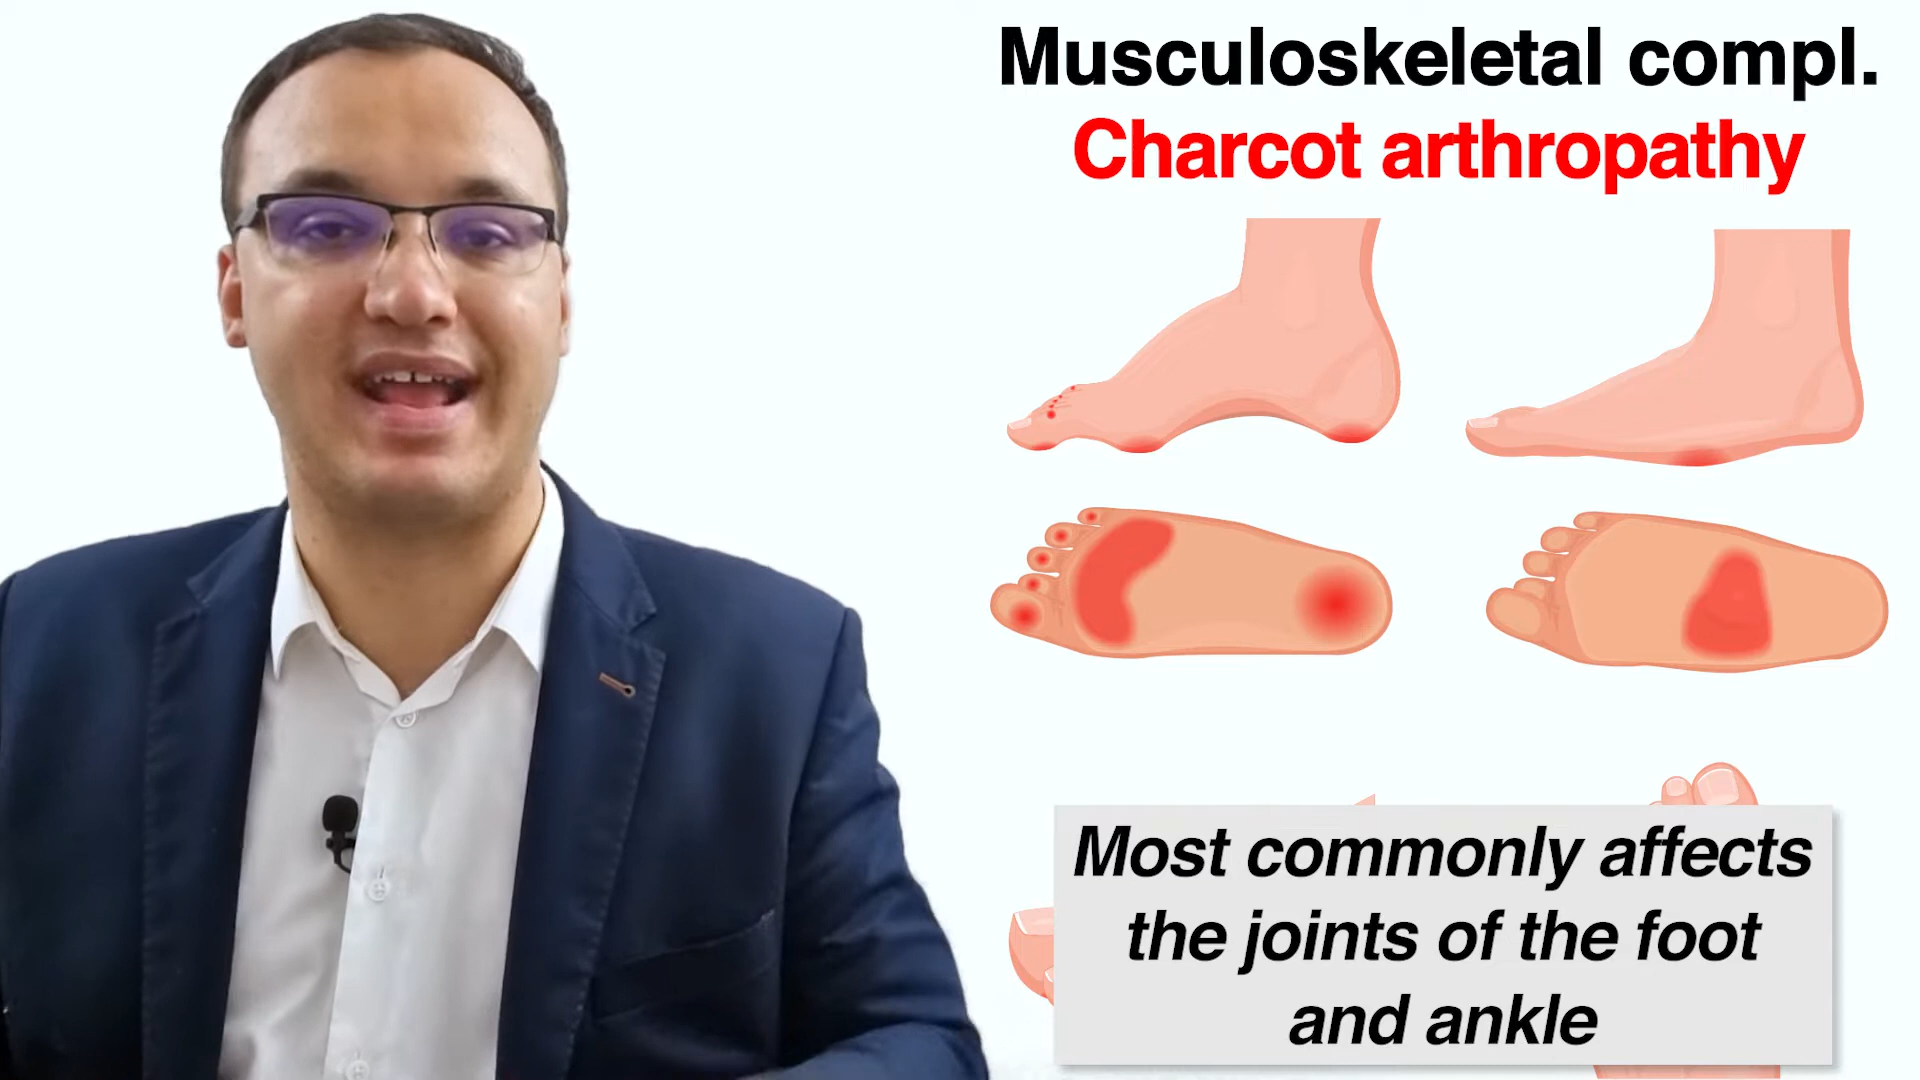 Musculoskeletal compl.
Charcot arthropathy
Most commonly affects
the joints of the foot
and ankle